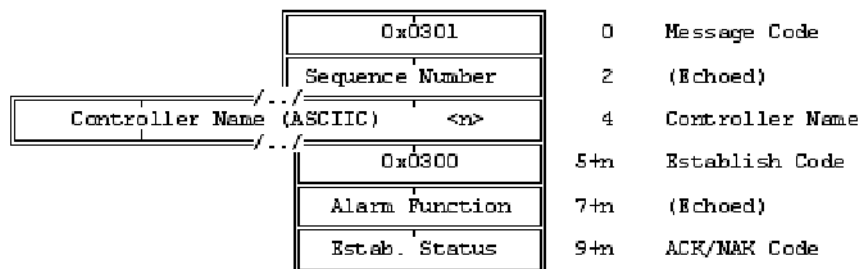 0x0301 0 Message Code
Sequence Number 2 (Echoed)
Controller Name (ASCIIC) <n> 4 Controller Name
0x0300 5+n Establish Code
Alarm Function 7+n (Echoed)
Estab. Status 9+n ACK/NAK Code